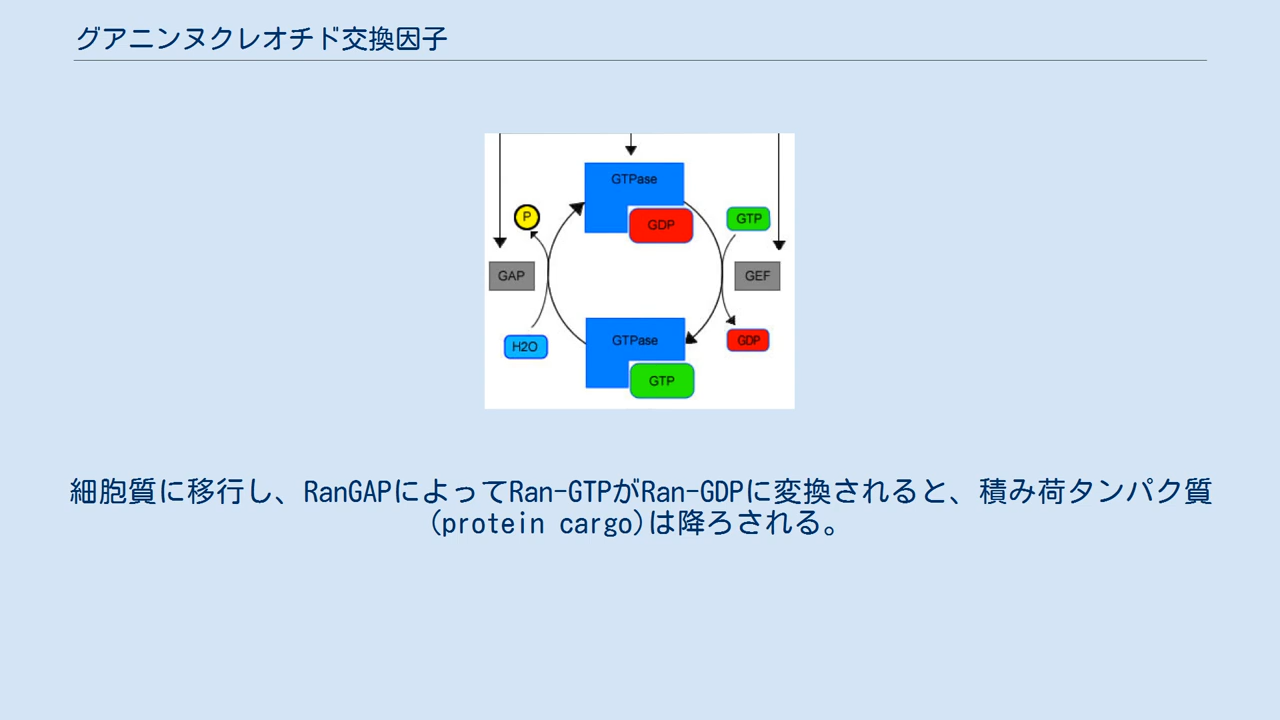 グアニンヌクレオチド交換因子
GTPase
GDP
P
GTP
GAP
GEF
H2O
GTPase
GDP
GTP
細胞質に移行し、RanGAPによってRan-GTPがRan-GDPに変換されると、積み荷タンパク質
(protein cargo)は降ろされる。